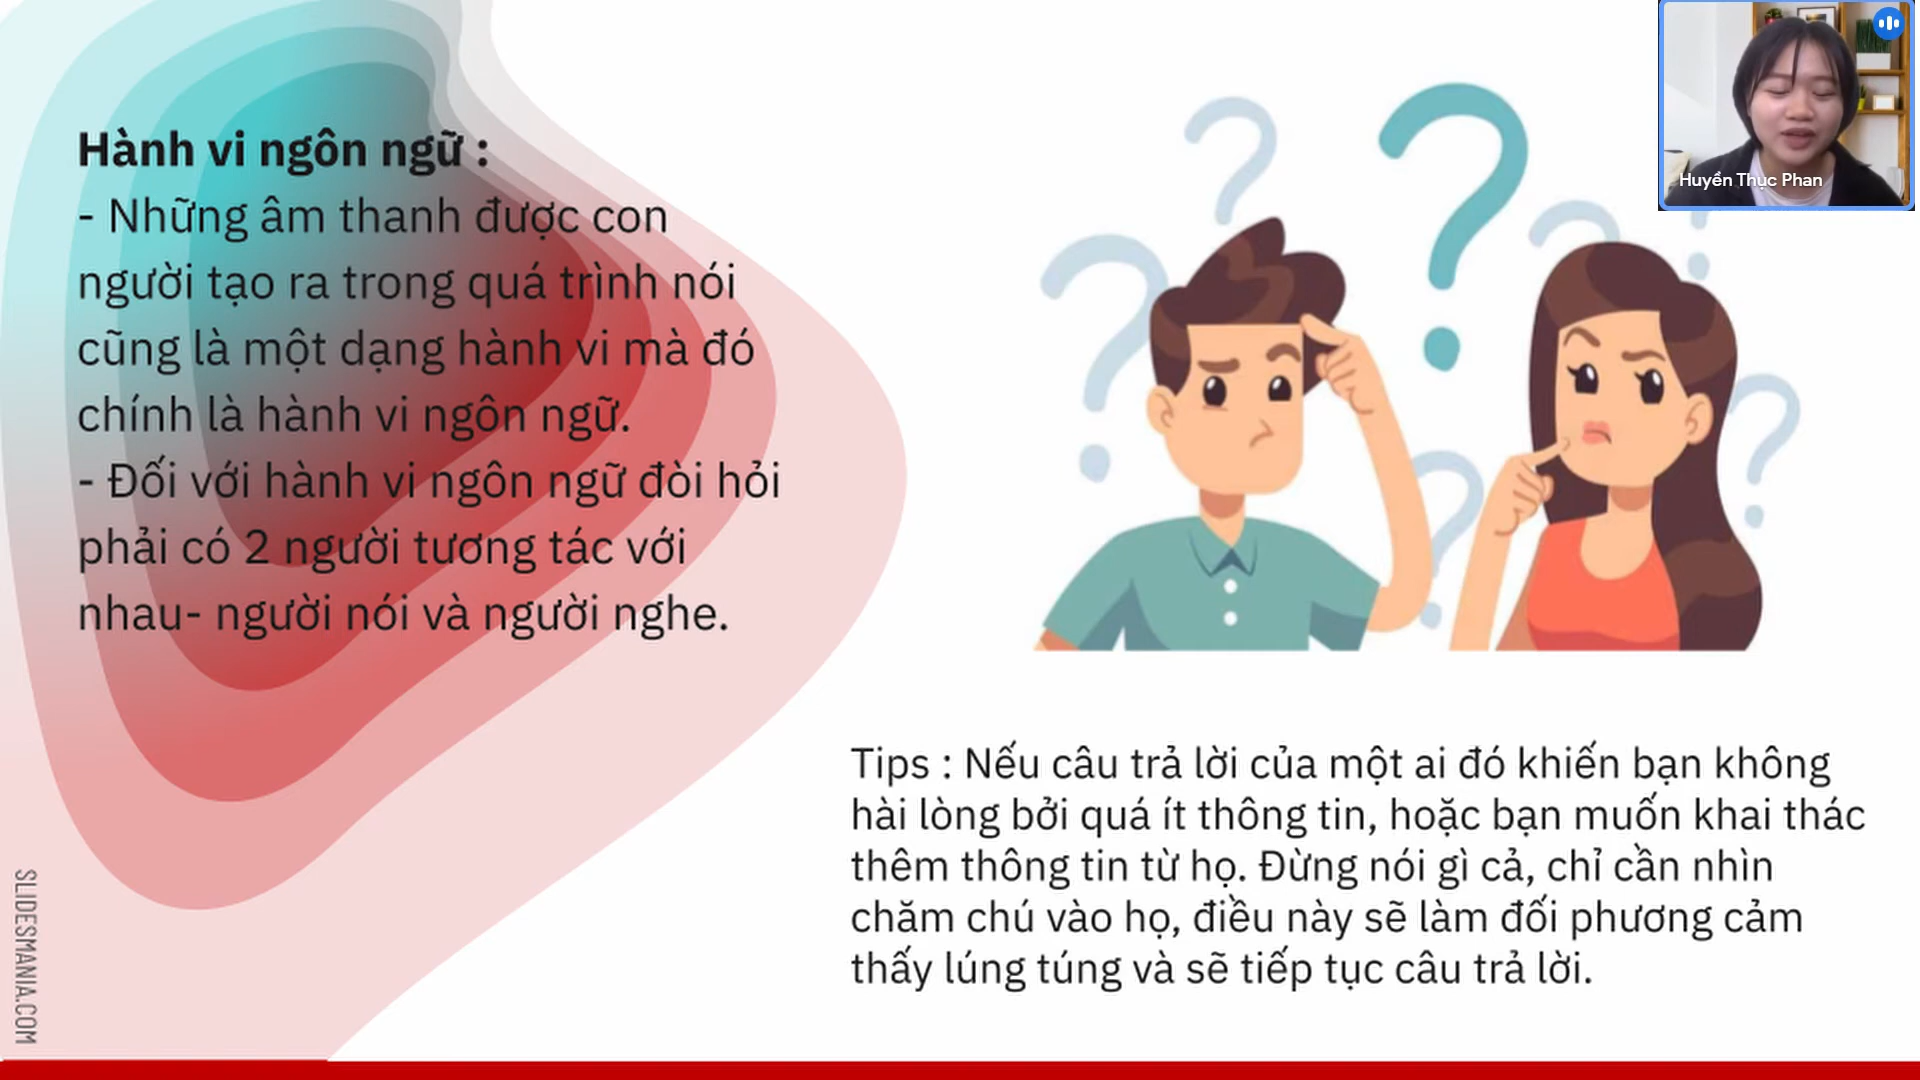 Hành vi ngôn ngữ :
- Những âm thanh được con
người tạo ra trong quá trình nói
cũng là một dạng hành vi mà đó
chính là hành vi ngôn ngữ.
- Đối với hành vi ngôn ngữ đòi hỏi
phải có 2 người tương tác với
nhau- người nói và người nghe.
Huyền Thục Phan
Tips : Nếu câu trả lời của một ai đó khiến bạn không
hài lòng bởi quá ít thông tin, hoặc bạn muốn khai thác
thêm thông tin từ họ. Đừng nói gì cả, chỉ cần nhìn
chăm chú vào họ, điều này sẽ làm đối phương cảm
thấy lúng túng và sẽ tiếp tục câu trả lời.
SLIDESMANIA.COM